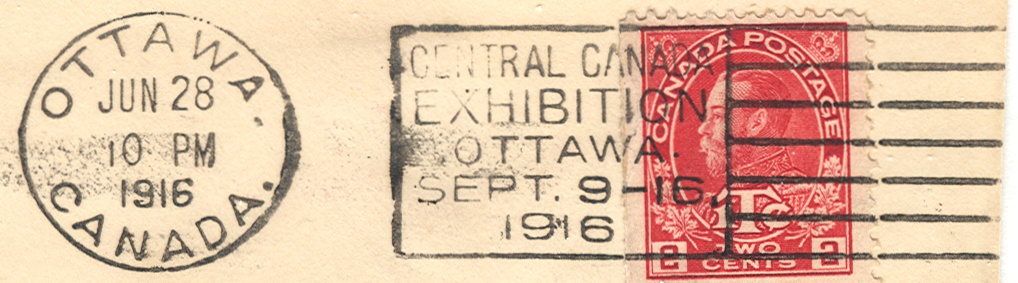 OTTAWA.
JUN 28
10 PM
1916
CANADA.
CENTRAL CANADA
EXHIBITION
OTTAWA.
SEPT. 9-16,
1916
CANADA POSTAGE
1Tc
2 TWO 2
CENTS